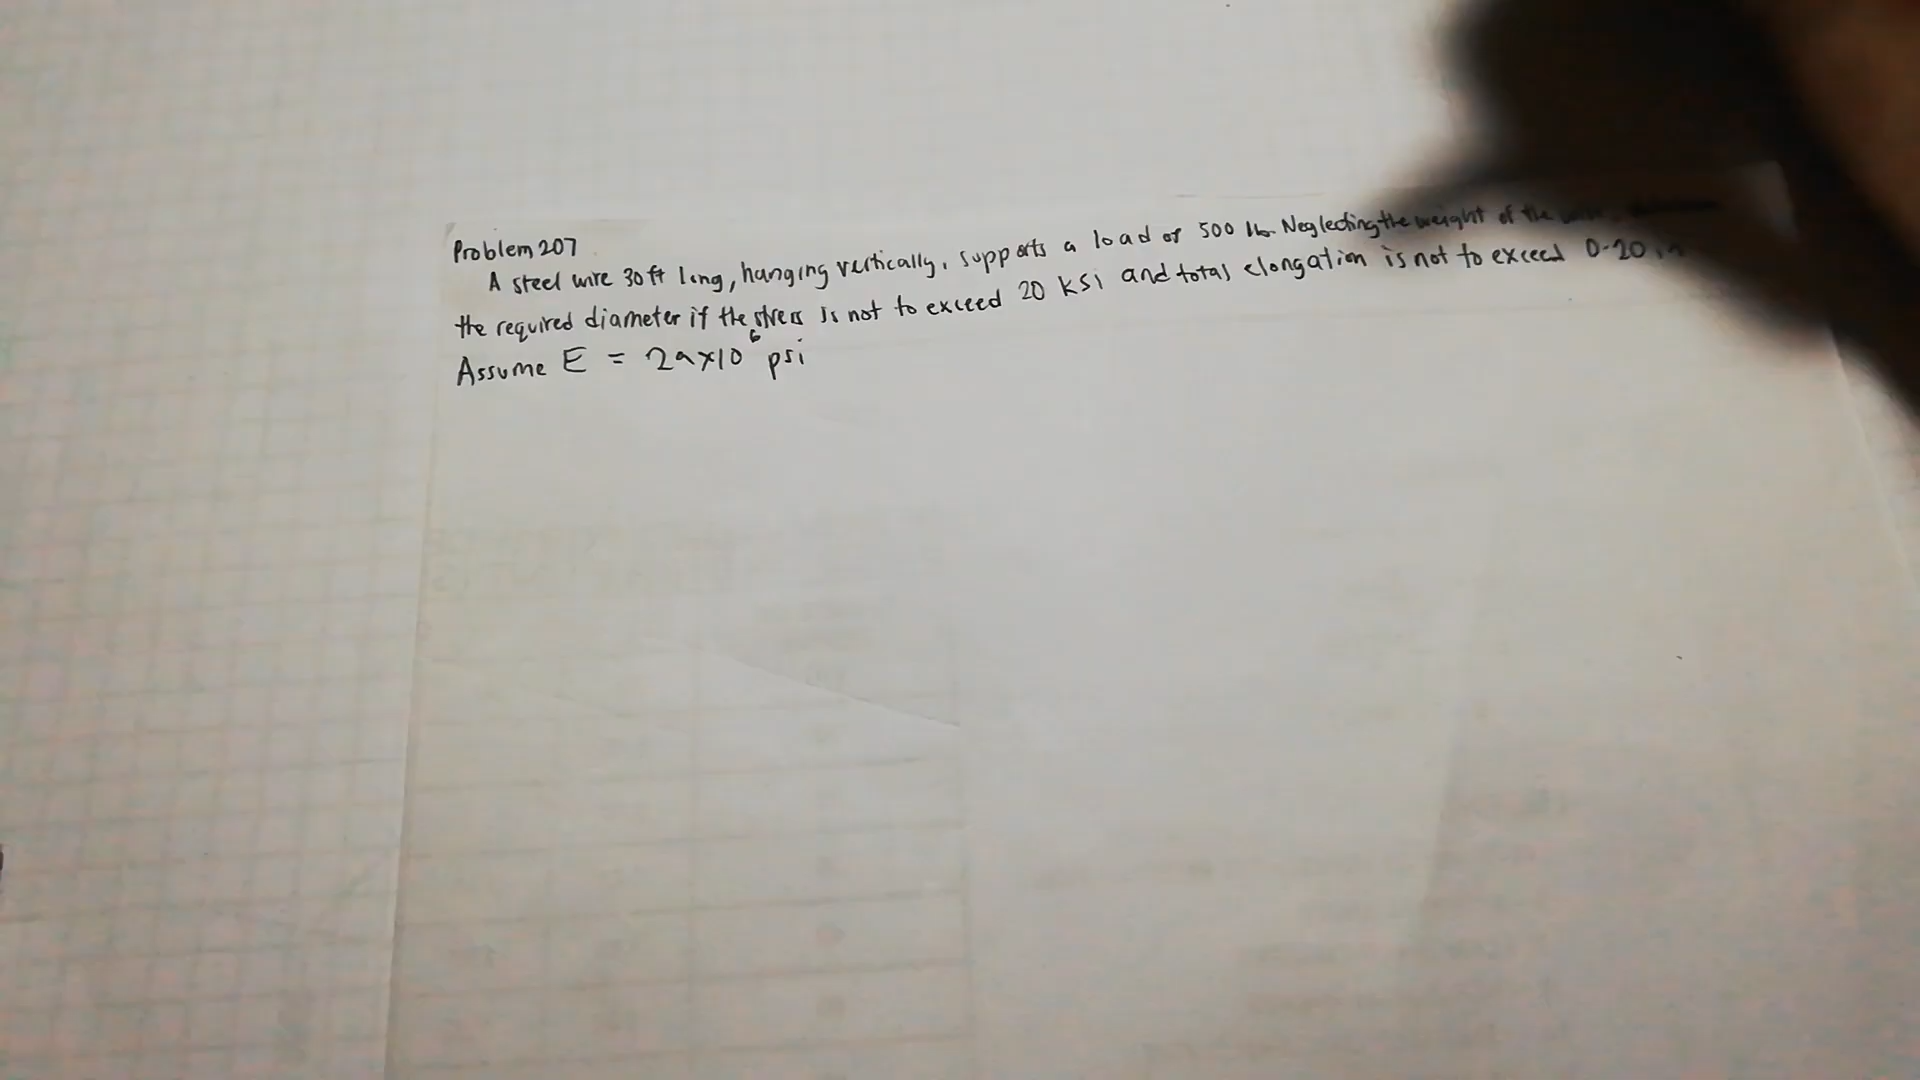 Problem 207
A steel wire 30 ft long, hanging vertically, supports a load of 500 lb. Neglecting the weight of the
the required diameter if the stress is not to exceed 20 ksi and total elongation is not to exceed 0.20 in
Assume E = 29x10⁶ psi